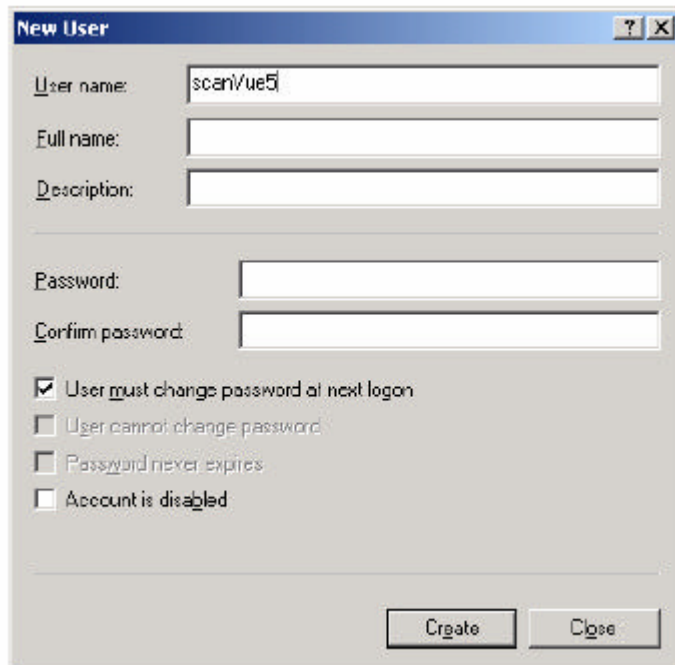 New User
User name: scanVue5
Full name:
Description:
Password:
Confirm password:
User must change password at next logon
User cannot change password
Password never expires
Account is disabled
Create Close